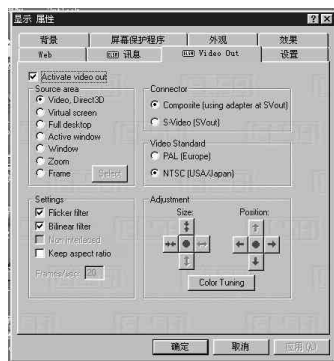 显示 属性
背景 屏幕保护程序 外观 效果
Web 讯息 Video Out 设置
Activate video out
Source area
Video, Direct3D
Virtual screen
Full desktop
Active window
Window
Zoom
Frame Select
Connector
Composite (using adapter at SVout)
S-Video (SVout)
Video Standard
PAL (Europe)
NTSC (USA/Japan)
Settings
Flicker filter
Bilinear filter
Non interlaced
Keep aspect ratio
Frames/sec: 20
Adjustment
Size: Position:
Color Tuning
确定 取消 应用(A)